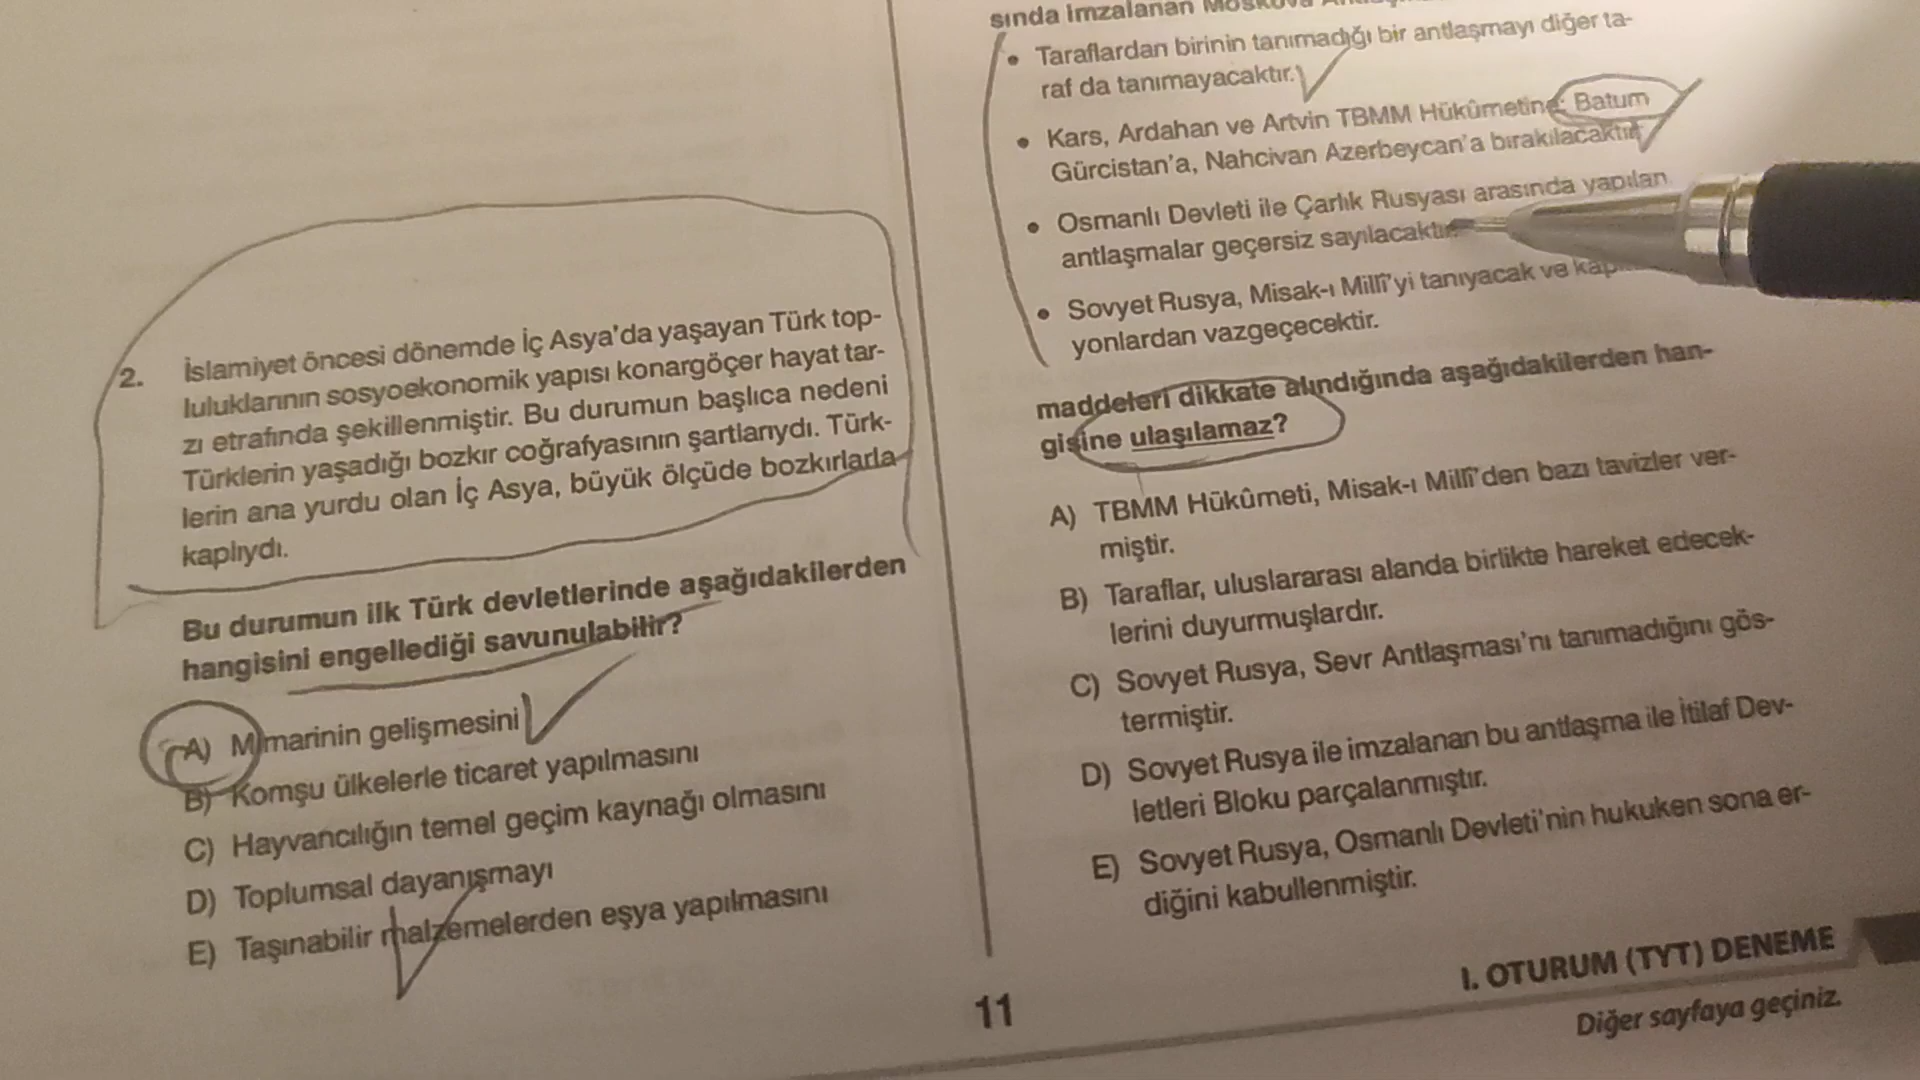 2. İslamiyet öncesi dönemde İç Asya'da yaşayan Türk top-
luluklarının sosyoekonomik yapısı konargöçer hayat tar-
zı etrafında şekillenmiştir. Bu durumun başlıca nedeni
Türklerin yaşadığı bozkır coğrafyasının şartlarıydı. Türk-
lerin ana yurdu olan İç Asya, büyük ölçüde bozkırlarla
kaplıydı.
Bu durumun ilk Türk devletlerinde aşağıdakilerden
hangisini engellediği savunulabilir?
A) Mimarinin gelişmesini
B) Komşu ülkelerle ticaret yapılmasını
C) Hayvancılığın temel geçim kaynağı olmasını
D) Toplumsal dayanışmayı
E) Taşınabilir malzemelerden eşya yapılmasını
sında imzalanan Moskova
• Taraflardan birinin tanımadığı bir antlaşmayı diğer ta-
raf da tanımayacaktır.
• Kars, Ardahan ve Artvin TBMM Hükûmetine; Batum
Gürcistan'a, Nahcivan Azerbeycan'a bırakılacaktır.
• Osmanlı Devleti ile Çarlık Rusyası arasında yapılan
antlaşmalar geçersiz sayılacaktır.
• Sovyet Rusya, Misak-ı Millî'yi tanıyacak ve
yonlardan vazgeçecektir.
maddeleri dikkate alındığında aşağıdakilerden han-
gisine ulaşılamaz?
A) TBMM Hükûmeti, Misak-ı Millî'den bazı tavizler ver-
miştir.
B) Taraflar, uluslararası alanda birlikte hareket edecek-
lerini duyurmuşlardır.
C) Sovyet Rusya, Sevr Antlaşması'nı tanımadığını gös-
termiştir.
D) Sovyet Rusya ile imzalanan bu antlaşma ile İtilaf Dev-
letleri Bloku parçalanmıştır.
E) Sovyet Rusya, Osmanlı Devleti'nin hukuken sona er-
diğini kabullenmiştir.
11
I. OTURUM (TYT) DENEME
Diğer sayfaya geçiniz.